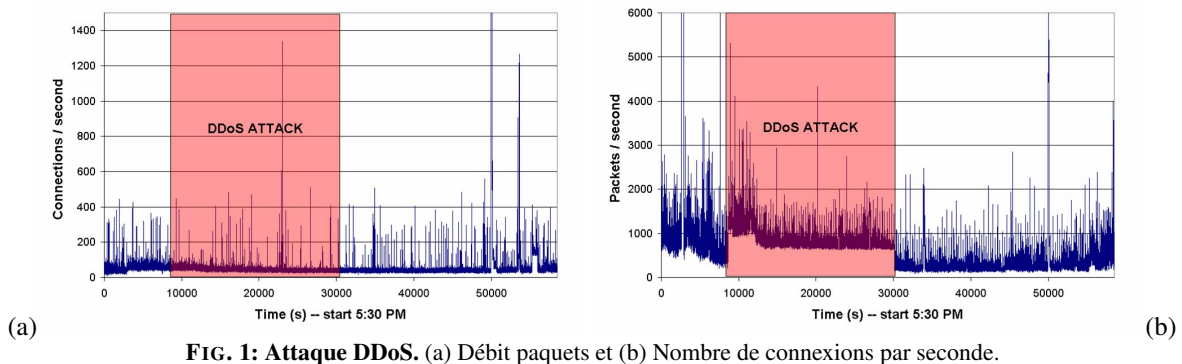 1400
1200
1000
800
600
400
200
0
Connections / second
DDoS ATTACK
0 10000 20000 30000 40000 50000
Time (s) -- start 5:30 PM
(a)
6000
5000
4000
3000
2000
1000
0
Packets / second
DDoS ATTACK
0 10000 20000 30000 40000 50000
Time (s) -- start 5:30 PM
(b)
FIG. 1: Attaque DDoS. (a) Débit paquets et (b) Nombre de connexions par seconde.